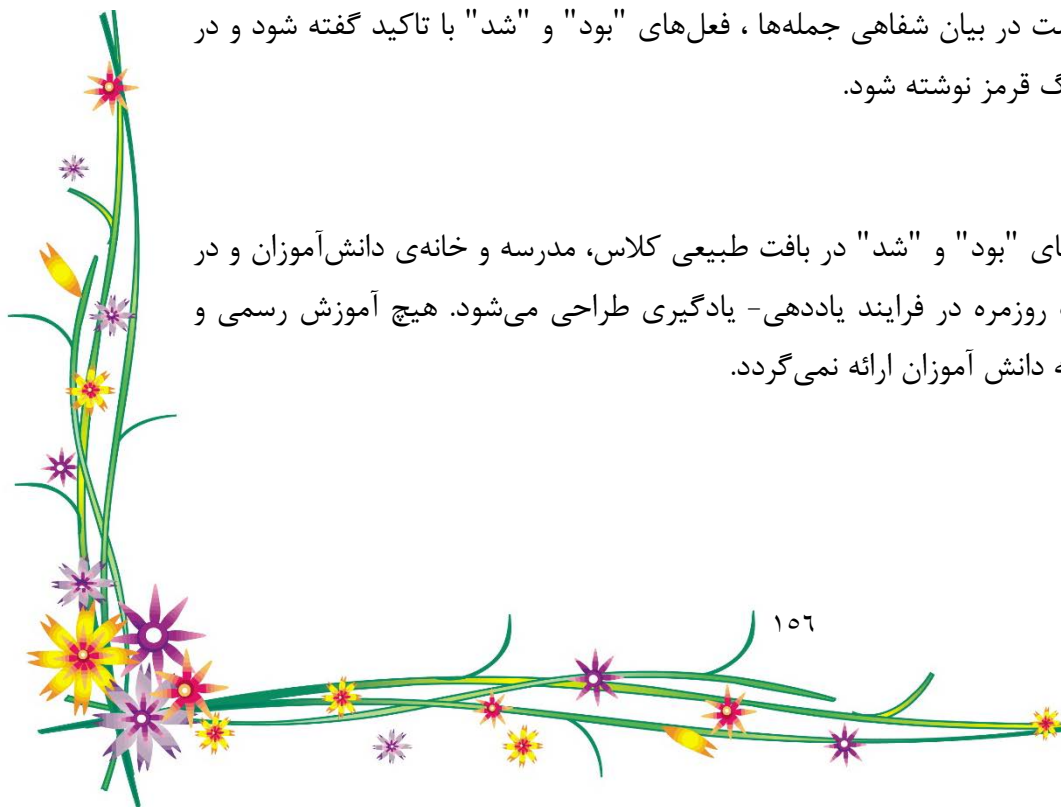 در بیان شفاهی جمله‌ها ، فعل‌های "بود" و "شد" با تاکید گفته شود و در
قرمز نوشته شود.
"بود" و "شد" در بافت طبیعی کلاس، مدرسه و خانه‌ی دانش‌آموزان و در
روزمره در فرایند یاددهی- یادگیری طراحی می‌شود. هیچ آموزش رسمی و
دانش آموزان ارائه نمی‌گردد.
١٥٦